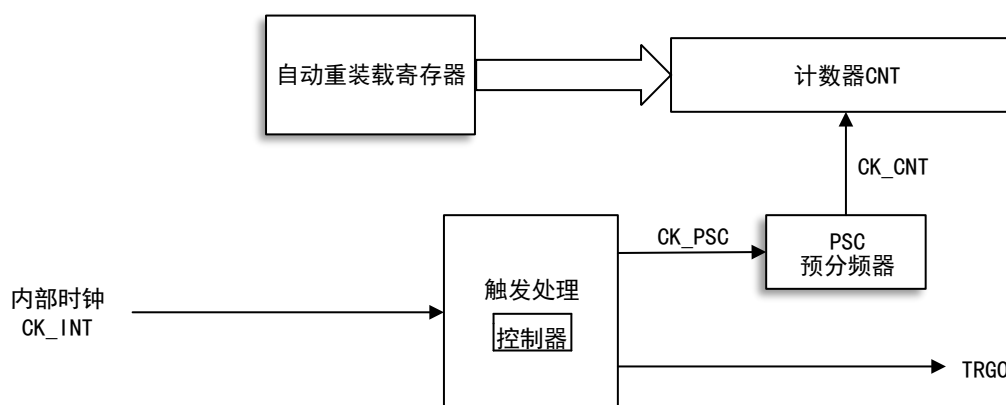 自动重装载寄存器
计数器CNT
CK_CNT
CK_PSC
PSC
预分频器
触发处理
控制器
内部时钟
CK_INT
TRGO